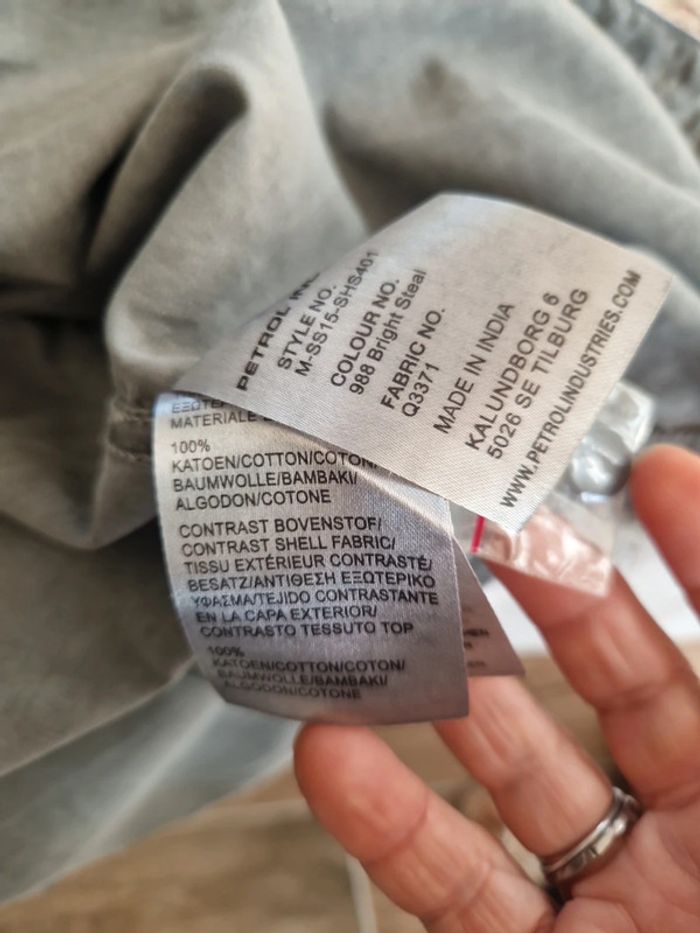 PETROL IN
STYLE NO.
M-SS15-SHS401
COLOUR NO.
988 Bright Steal
FABRIC NO.
Q3371
MADE IN INDIA
KALUNDBORG 6
5026 SE TILBURG
WWW.PETROLINDUSTRIES.COM
ΕΞΩΤΕ
MATERIALE
100%
KATOEN/COTTON/COTON/
BAUMWOLLE/BAMBAKI/
ALGODON/COTONE
CONTRAST BOVENSTOF/
CONTRAST SHELL FABRIC/
TISSU EXTÉRIEUR CONTRASTÉ/
BESATZ/ΑΝΤΙΘΕΣΗ ΕΞΩΤΕΡΙΚΟ
ΥΦΑΣΜΑ/TEJIDO CONTRASTANTE
EN LA CAPA EXTERIOR/
CONTRASTO TESSUTO TOP
100%
KATOEN/COTTON/COTON/
BAUMWOLLE/BAMBAKI/
ALGODON/COTONE